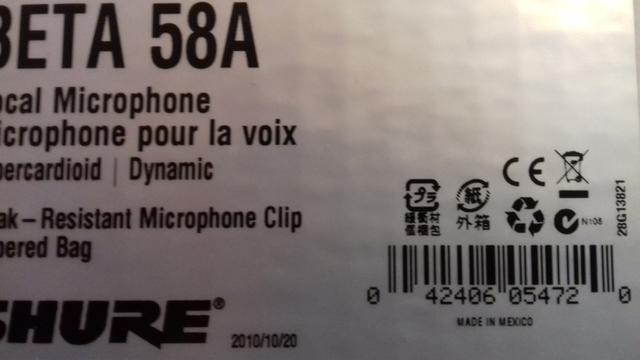 BETA 58A
ocal Microphone
icrophone pour la voix
percardioid | Dynamic
ak – Resistant Microphone Clip
pered Bag
SHURE®
2010/10/20
CE
プラ
紙
外箱
N108
28G13821
0 42406 05472 0
MADE IN MEXICO